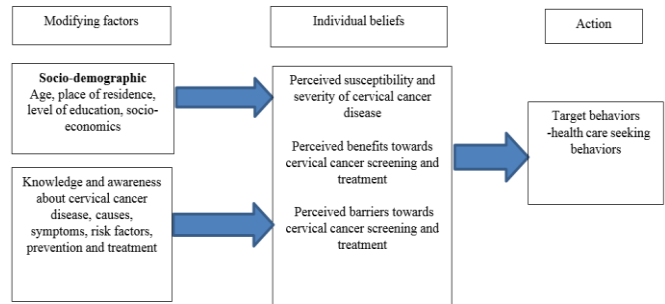 Modifying factors
Individual beliefs
Action
Socio-demographic
Age, place of residence,
level of education, socio-
economics
Knowledge and awareness
about cervical cancer
disease, causes,
symptoms, risk factors,
prevention and treatment
Perceived susceptibility and
severity of cervical cancer
disease
Perceived benefits towards
cervical cancer screening and
treatment
Perceived barriers towards
cervical cancer screening and
treatment
Target behaviors
-health care seeking
behaviors